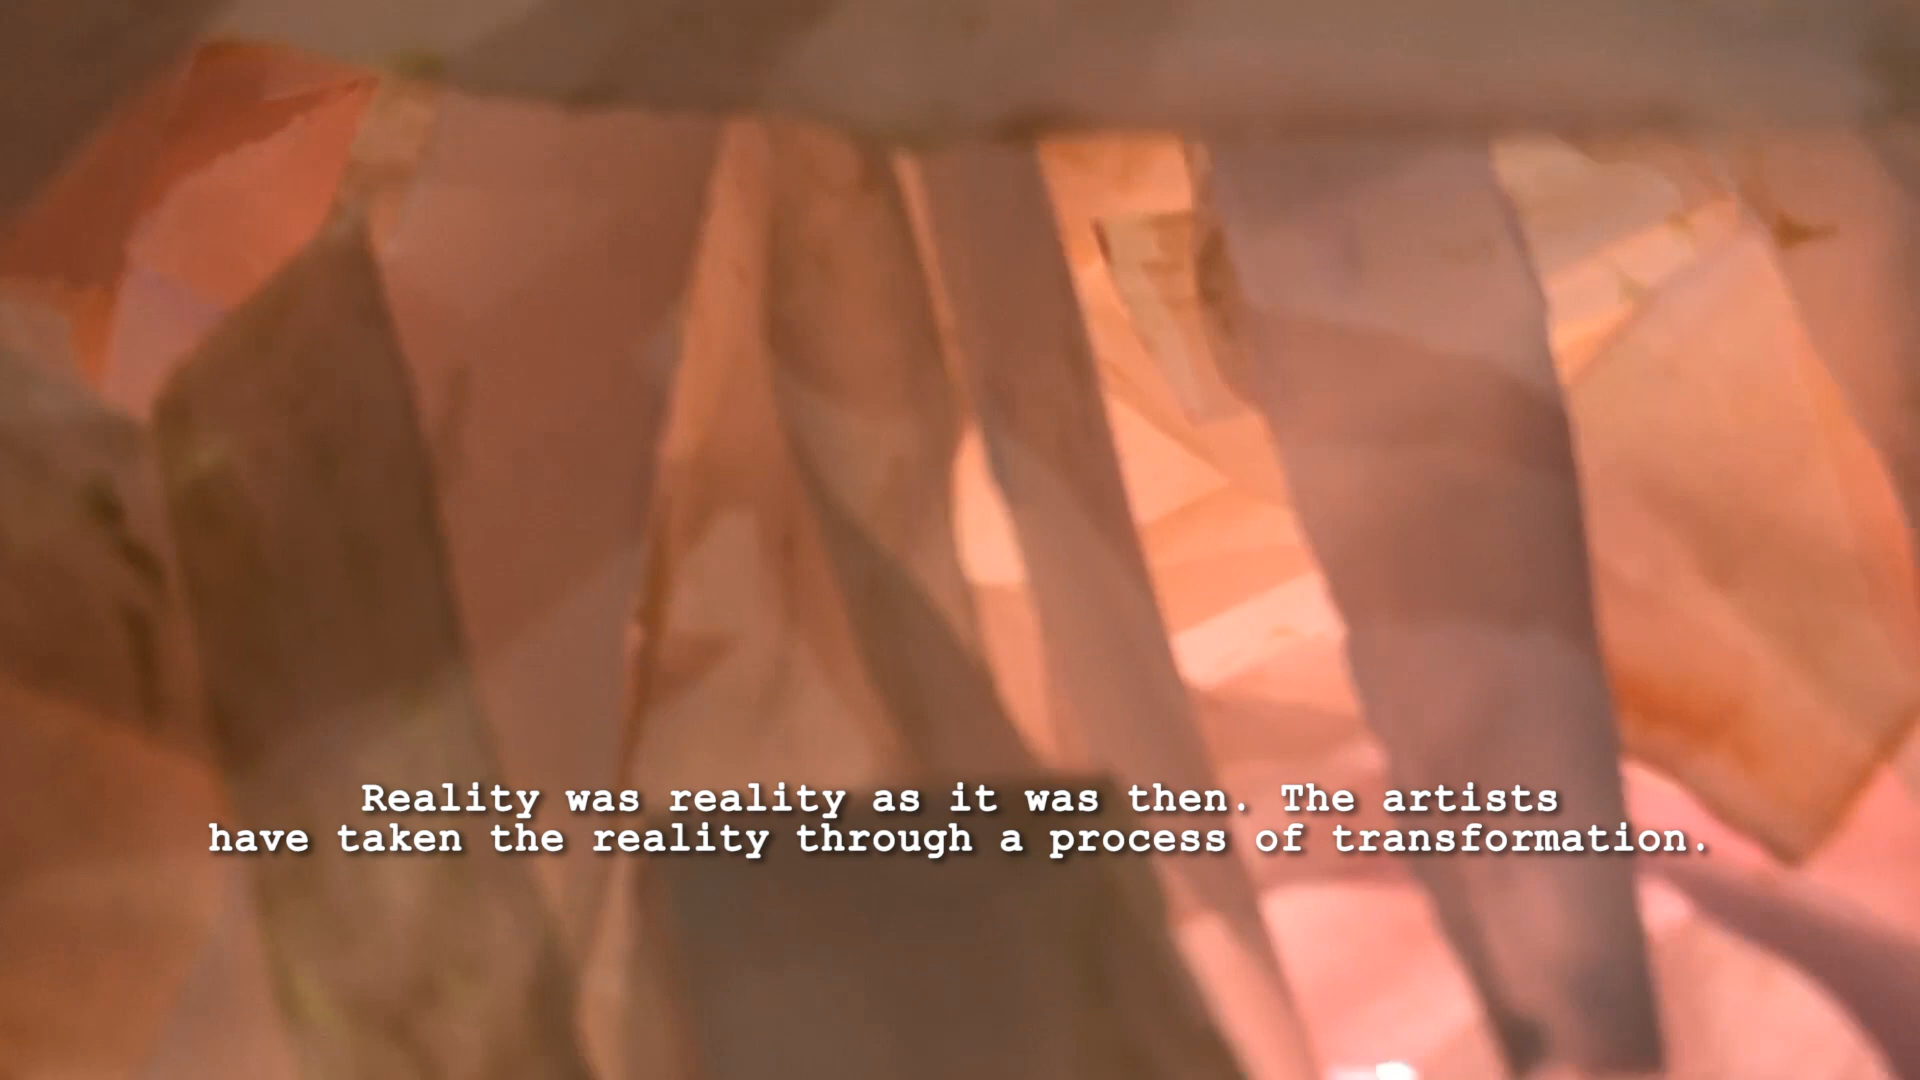 Reality was reality as it was then. The artists
have taken the reality through a process of transformation.